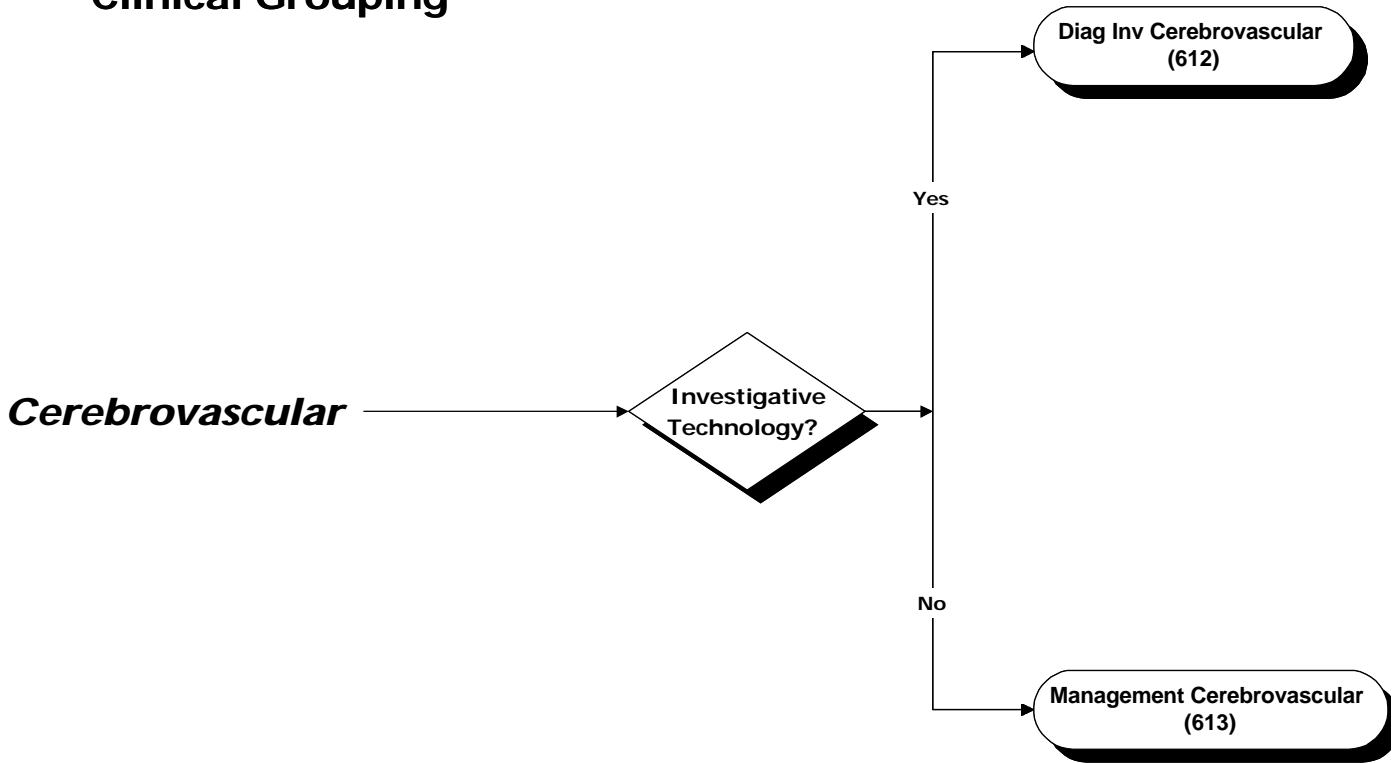 Clinical Grouping
Diag Inv Cerebrovascular
(612)
Yes
Cerebrovascular
Investigative
Technology?
No
Management Cerebrovascular
(613)